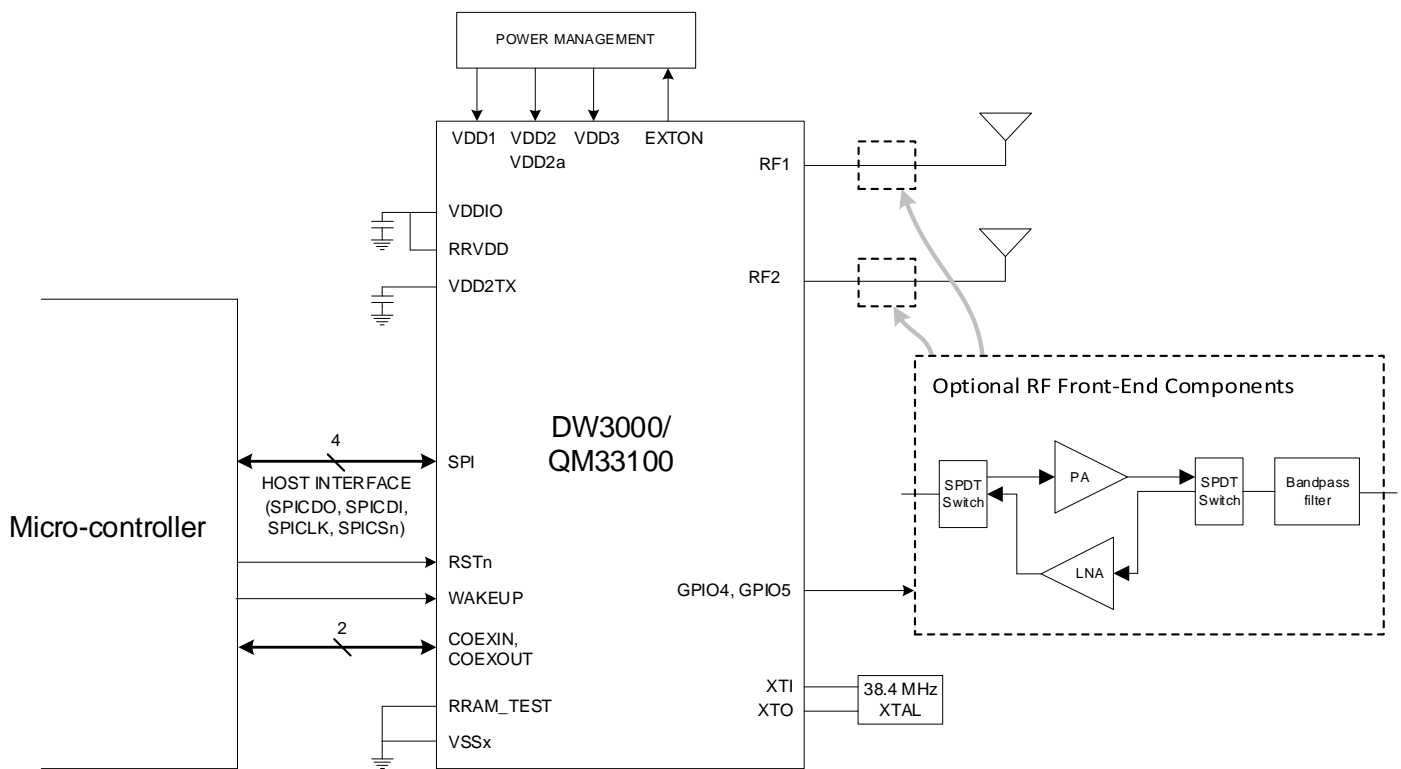 POWER MANAGEMENT
VDD1
VDD2
VDD2a
VDD3
EXTON
RF1
VDDIO
RRVDD
VDD2TX
RF2
Optional RF Front-End Components
DW3000/
QM33100
4
SPI
HOST INTERFACE
(SPICDO, SPICDI,
SPICLK, SPICSn)
Micro-controller
SPDT
Switch
PA
SPDT
Switch
Bandpass
filter
LNA
RSTn
WAKEUP
GPIO4, GPIO5
2
COEXIN,
COEXOUT
XTI
XTO
38.4 MHz
XTAL
RRAM_TEST
VSSx